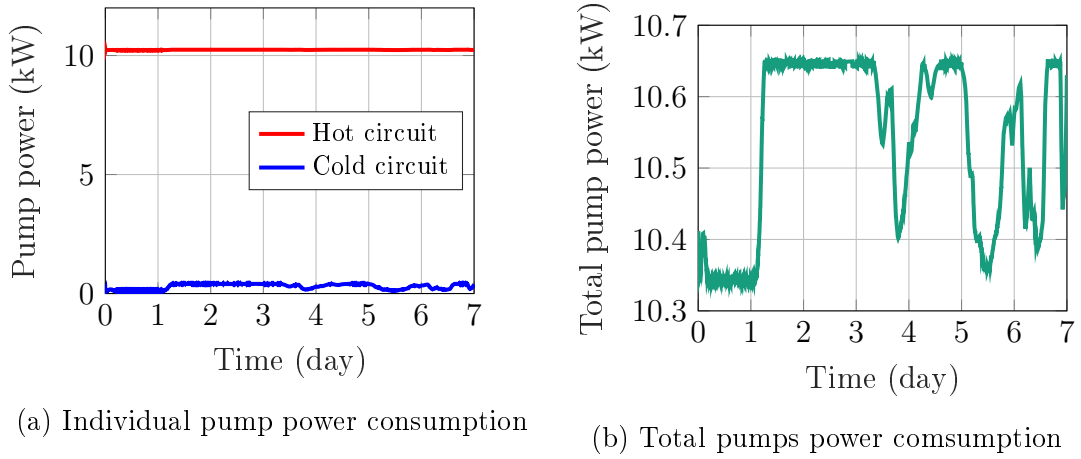 Pump power (kW)
10
5
0
Hot circuit
Cold circuit
0 1 2 3 4 5 6 7
Time (day)
(a) Individual pump power consumption
Total pump power (kW)
10.7
10.6
10.5
10.4
10.3
0 1 2 3 4 5 6 7
Time (day)
(b) Total pumps power comsumption